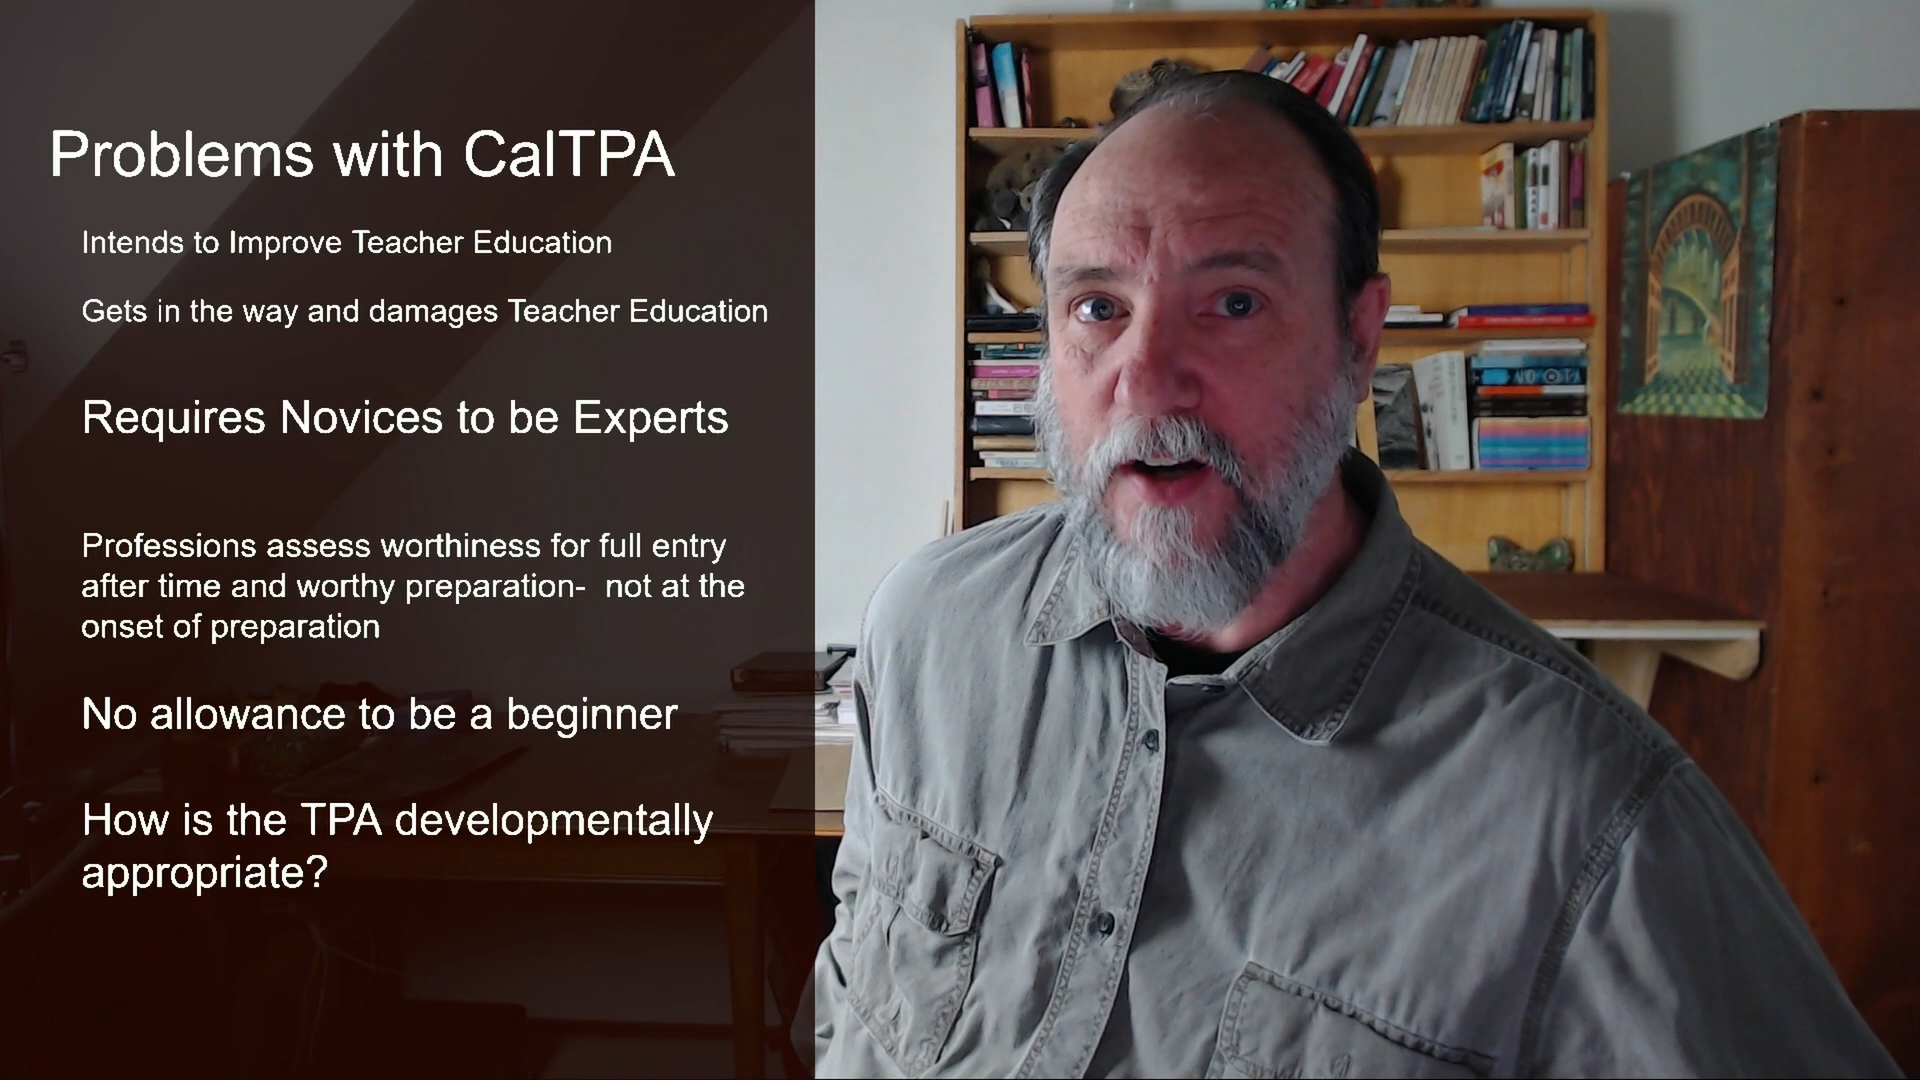 Problems with CalTPA
Intends to Improve Teacher Education
Gets in the way and damages Teacher Education
Requires Novices to be Experts
Professions assess worthiness for full entry
after time and worthy preparation-  not at the
onset of preparation
No allowance to be a beginner
How is the TPA developmentally
appropriate?